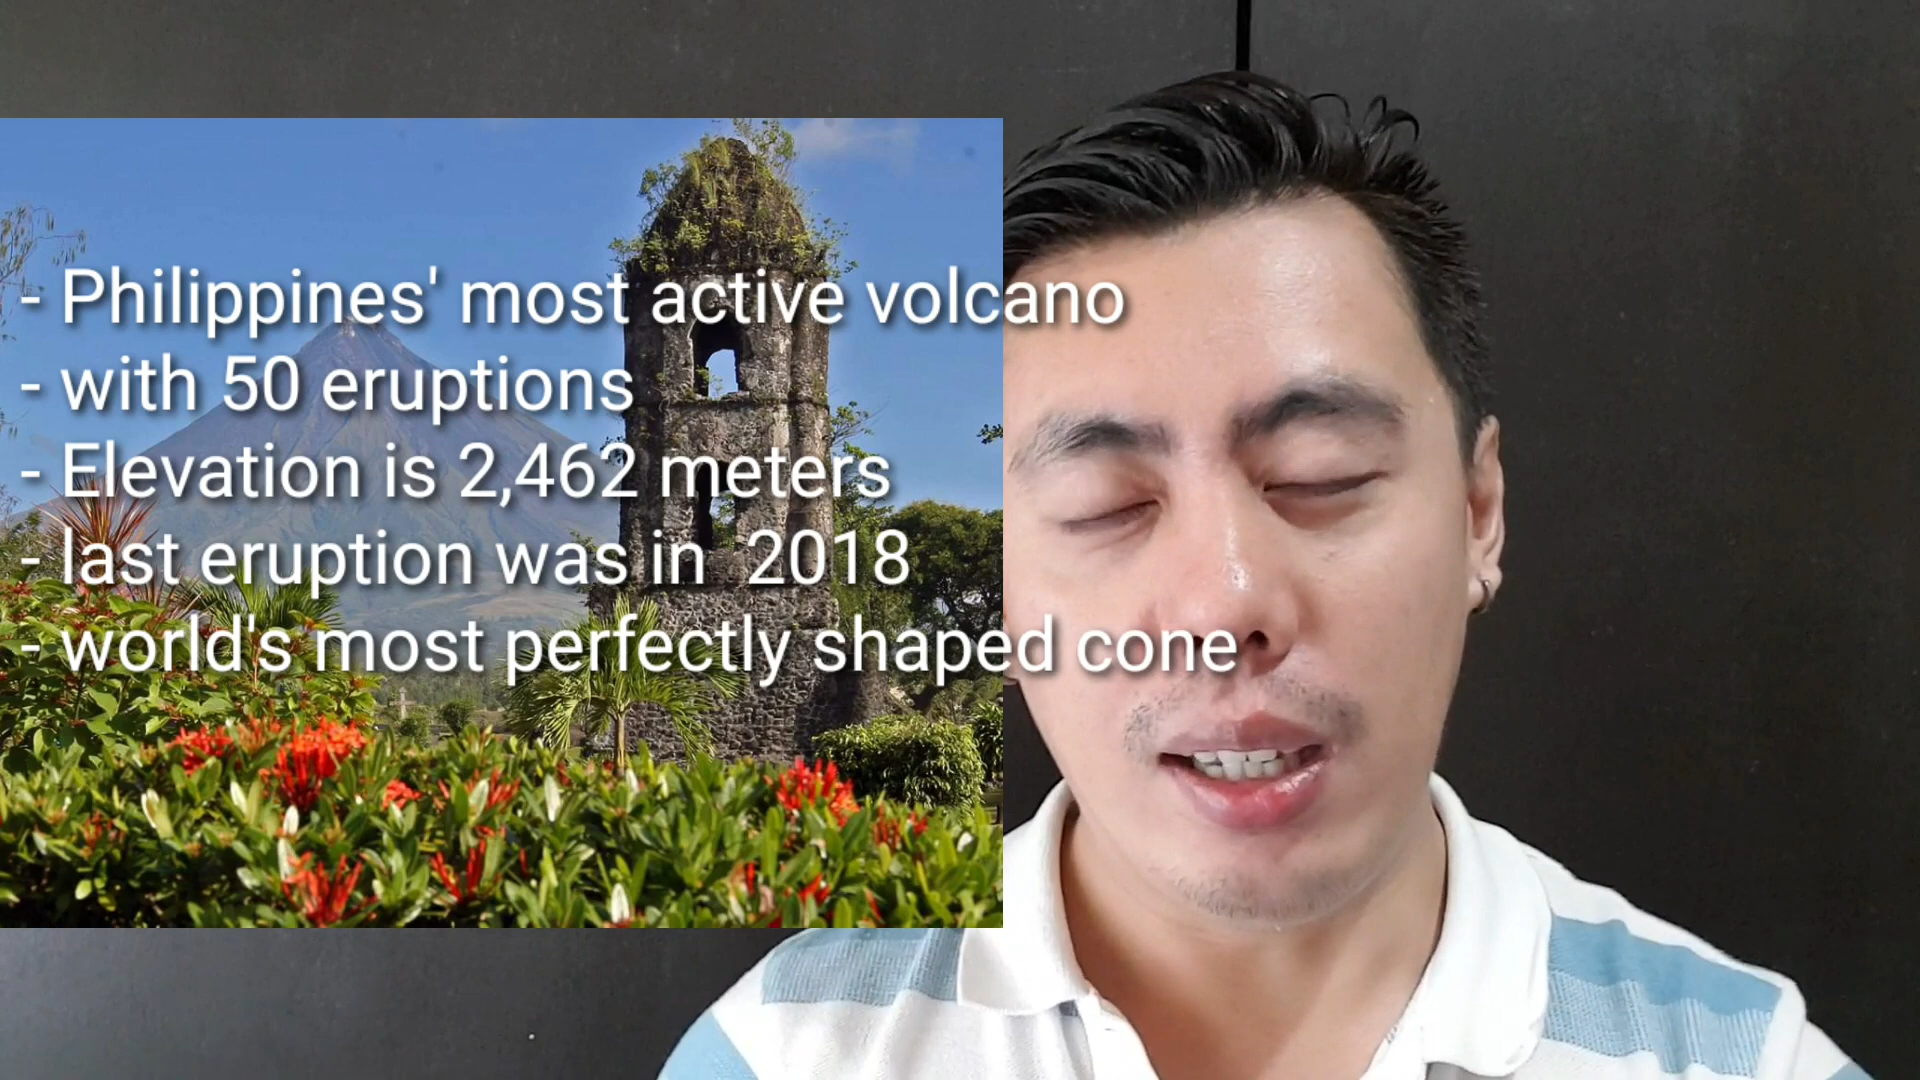 - Philippines' most active volcano
- with 50 eruptions
- Elevation is 2,462 meters
- last eruption was in  2018
- world's most perfectly shaped cone